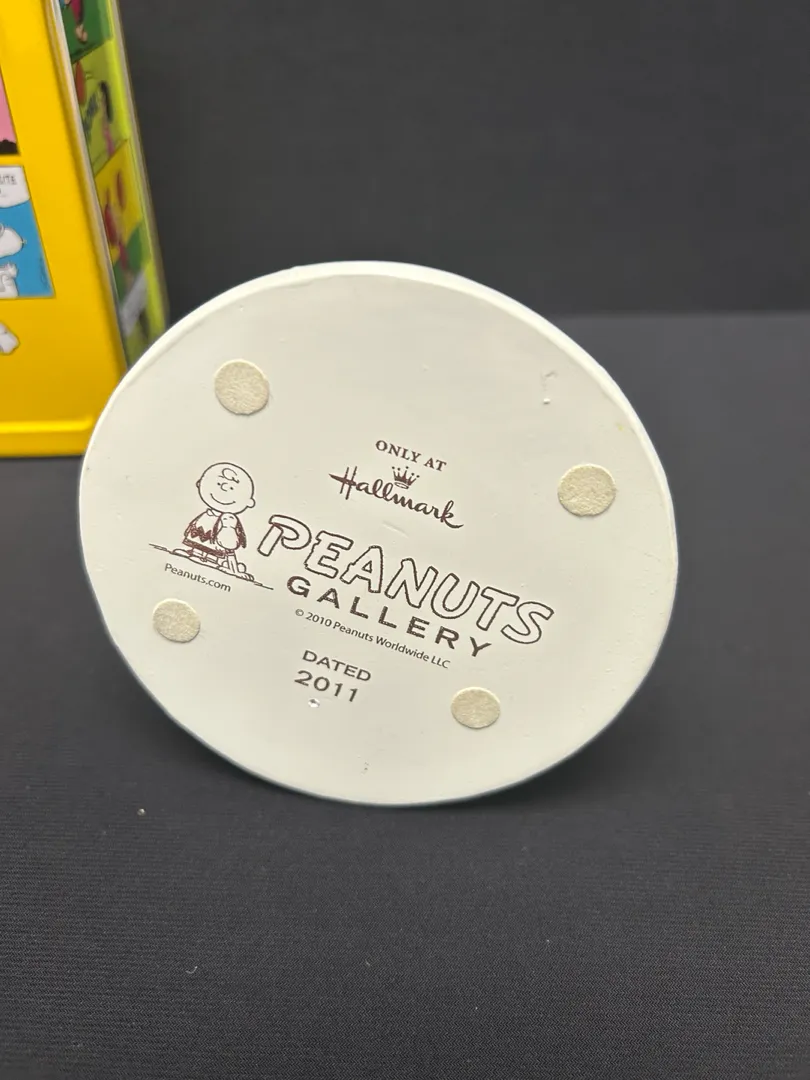 ONLY AT
Hallmark
PEANUTS
GALLERY
Peanuts.com
© 2010 Peanuts Worldwide LLC
DATED
2011